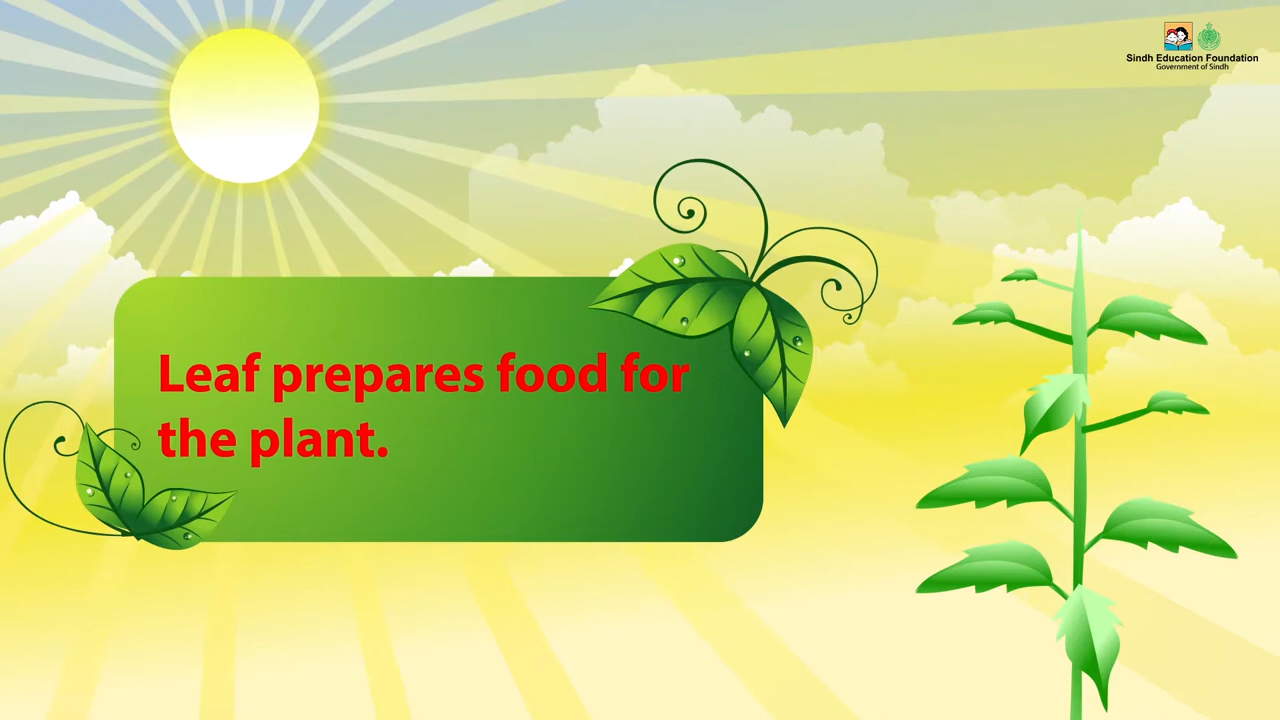 Sindh Education Foundation
Government of Sindh
Leaf prepares food for
the plant.